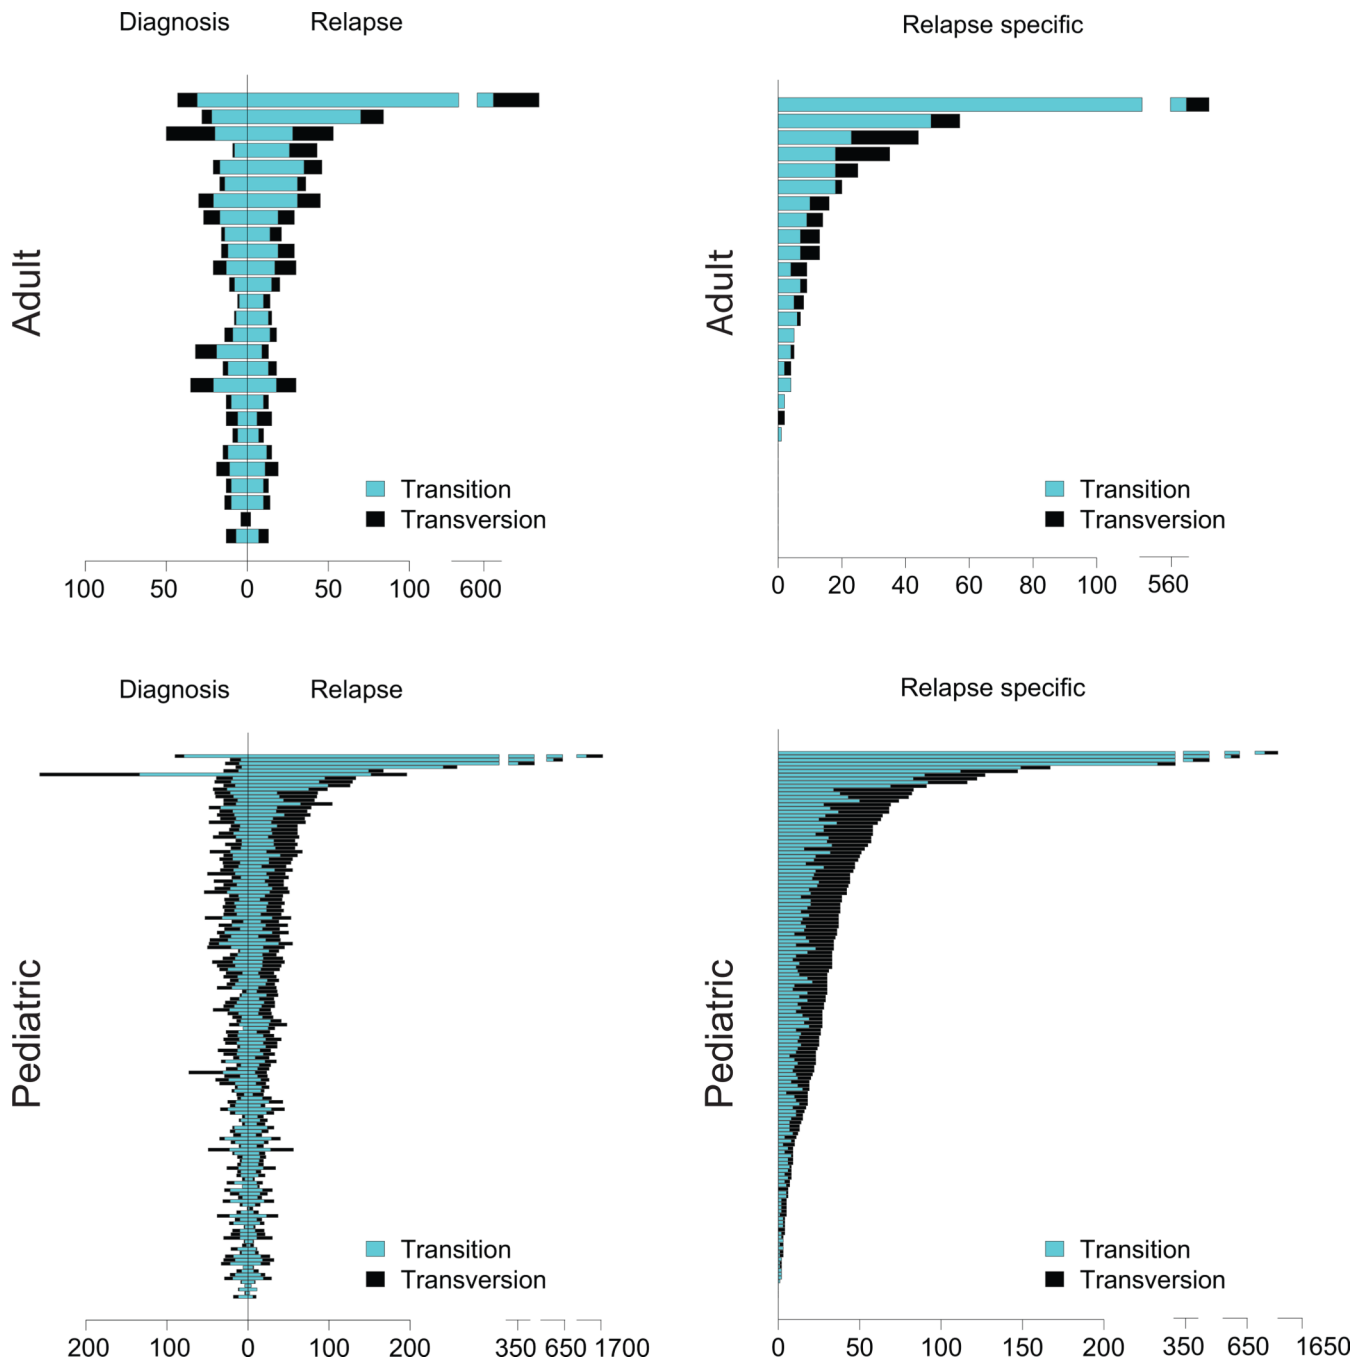 Diagnosis Relapse
Relapse specific
Adult
Adult
Transition
Transversion
Transition
Transversion
100 50 0 50 100 600
0 20 40 60 80 100 560
Diagnosis Relapse
Relapse specific
Pediatric
Pediatric
Transition
Transversion
Transition
Transversion
200 100 0 100 200 350 650 1700
0 50 100 150 200 350 650 1650